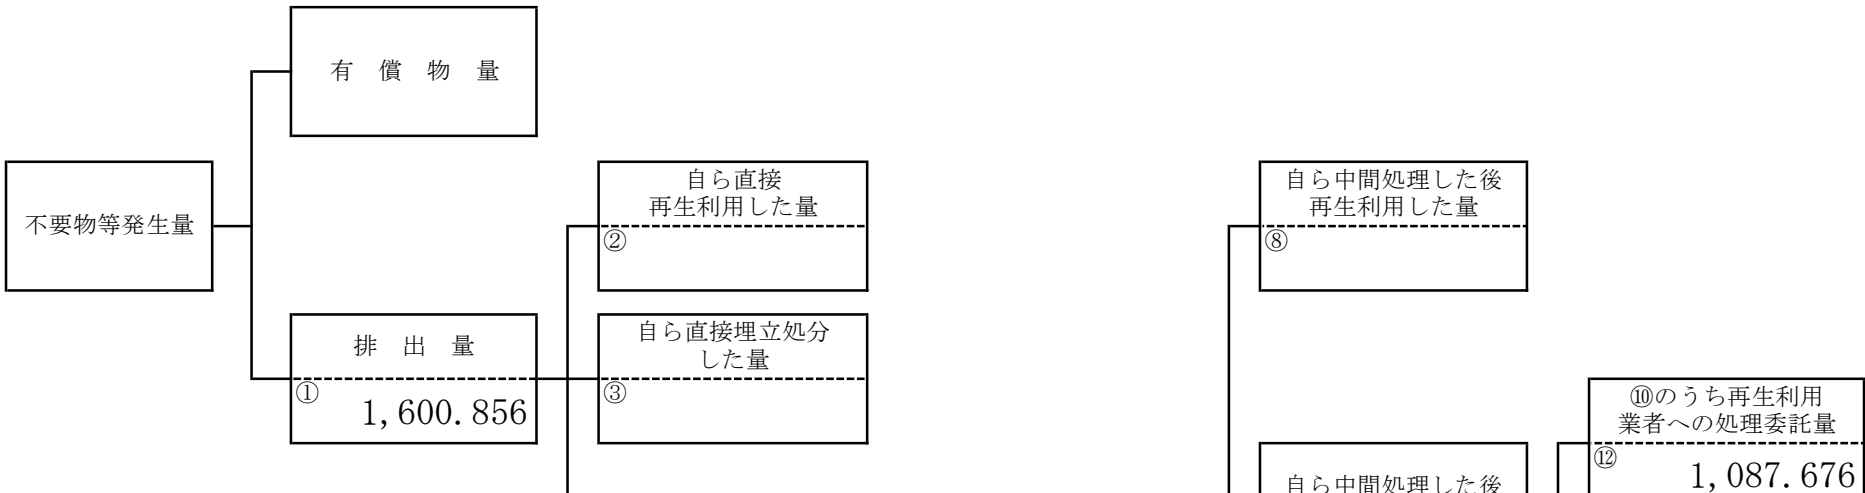 有 償 物 量
不要物等発生量
自ら直接
再生利用した量
②
自ら中間処理した後
再生利用した量
⑧
排 出 量
① 1,600.856
自ら直接埋立処分
した量
③
⑩のうち再生利用
業者への処理委託量
⑫ 1,087.676
自ら中間処理した後